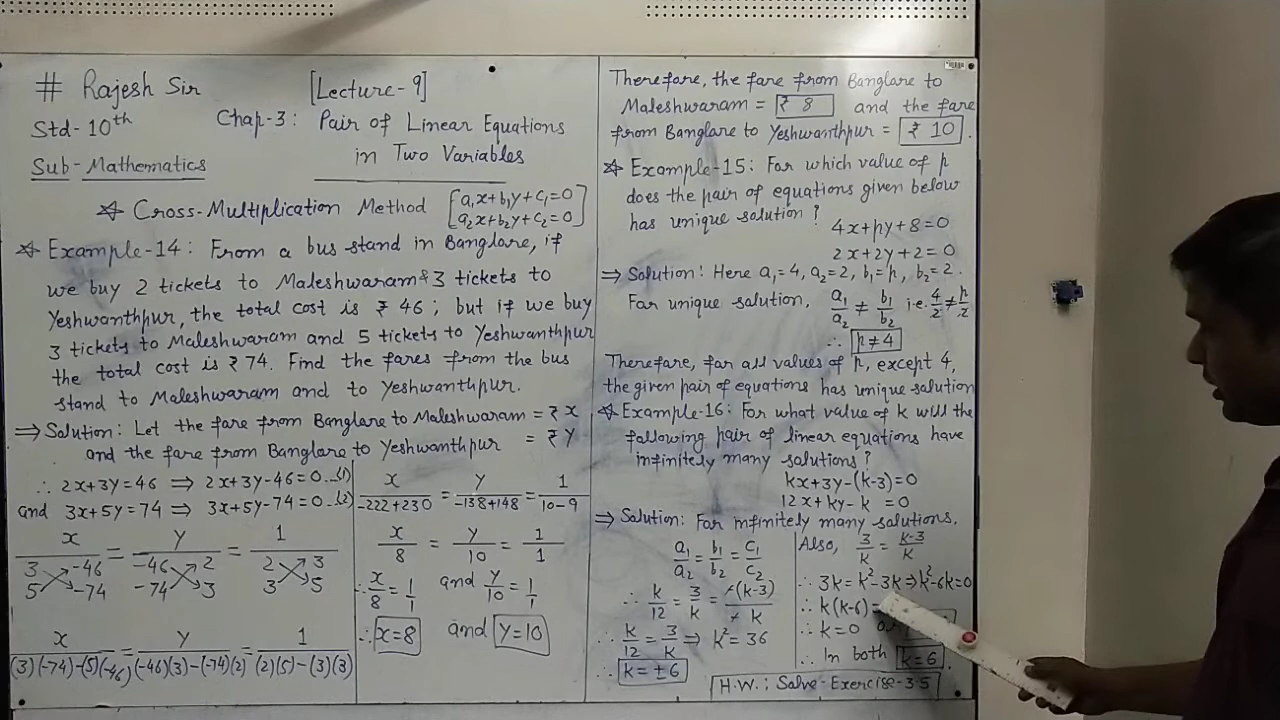 # Rajesh Sir
[Lecture-9]
Std-10th
Chap-3: Pair of Linear Equations
in Two Variables
Sub-Mathematics
☆ Cross-Multiplication Method [a₁x+b₁y+c₁=0
a₂x+b₂y+c₂=0]
☆ Example-14: From a bus stand in Banglare, if
we buy 2 tickets to Maleshwaram & 3 tickets to
Yeshwanthpur, the total cost is ₹ 46; but if we buy
3 tickets to Maleshwaram and 5 tickets to Yeshwanthpur
the total cost is ₹ 74. Find the fares from the bus
stand to Maleshwaram and to Yeshwanthpur.
⇒ Solution: Let the fare from Banglare to Maleshwaram = ₹ x
and the fare from Banglare to Yeshwanthpur = ₹ y
∴ 2x+3y=46 ⇒ 2x+3y-46=0...(1)
and 3x+5y=74 ⇒ 3x+5y-74=0...(2)
x = y = 1
3 -46 -46 2 2 3
5 -74 -74 3 3 5
x = y = 1
(3)(-74)-(5)(-46) (-46)(3)-(-74)(2) (2)(5)-(3)(3)
x/-222+230 = y/-138+148 = 1/10-9
x/8 = y/10 = 1/1
∴ x/8 = 1/1 and y/10 = 1/1
∴ x=8 and y=10
Therefore, the fare from Banglare to
Maleshwaram = ₹ 8 and the fare
from Banglare to Yeshwanthpur = ₹ 10.
☆ Example-15: For which value of p
does the pair of equations given below
has unique solution?
4x+py+8=0
2x+2y+2=0
⇒ Solution: Here a₁=4, a₂=2, b₁=p, b₂=2.
For unique solution, a₁/a₂ ≠ b₁/b₂ i.e. 4/2 ≠ p/2
∴ p≠4
Therefore, for all values of p, except 4,
the given pair of equations has unique solution
☆ Example-16: For what value of k will the
following pair of linear equations have
infinitely many solutions?
kx+3y-(k-3)=0
12x+ky-k=0
⇒ Solution: For infinitely many solutions,
a₁/a₂ = b₁/b₂ = c₁/c₂
∴ k/12 = 3/k = -(k-3)/-k
∴ k/12 = 3/k ⇒ k²=36
∴ k=±6
Also, 3/k = k-3/k
∴ 3k=k²-3k ⇒ k²-6k=0
∴ k(k-6)=
∴ k=0
∴ In both k=6
H.W.: Solve-Exercise-3.5